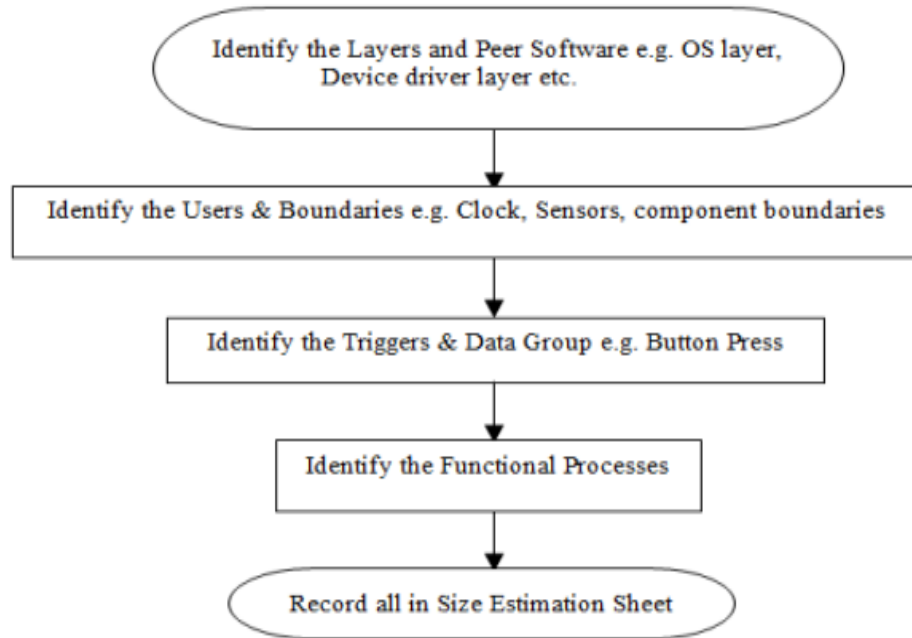 Identify the Layers and Peer Software e.g. OS layer,
Device driver layer etc.
Identify the Users & Boundaries e.g. Clock, Sensors, component boundaries
Identify the Triggers & Data Group e.g. Button Press
Identify the Functional Processes
Record all in Size Estimation Sheet